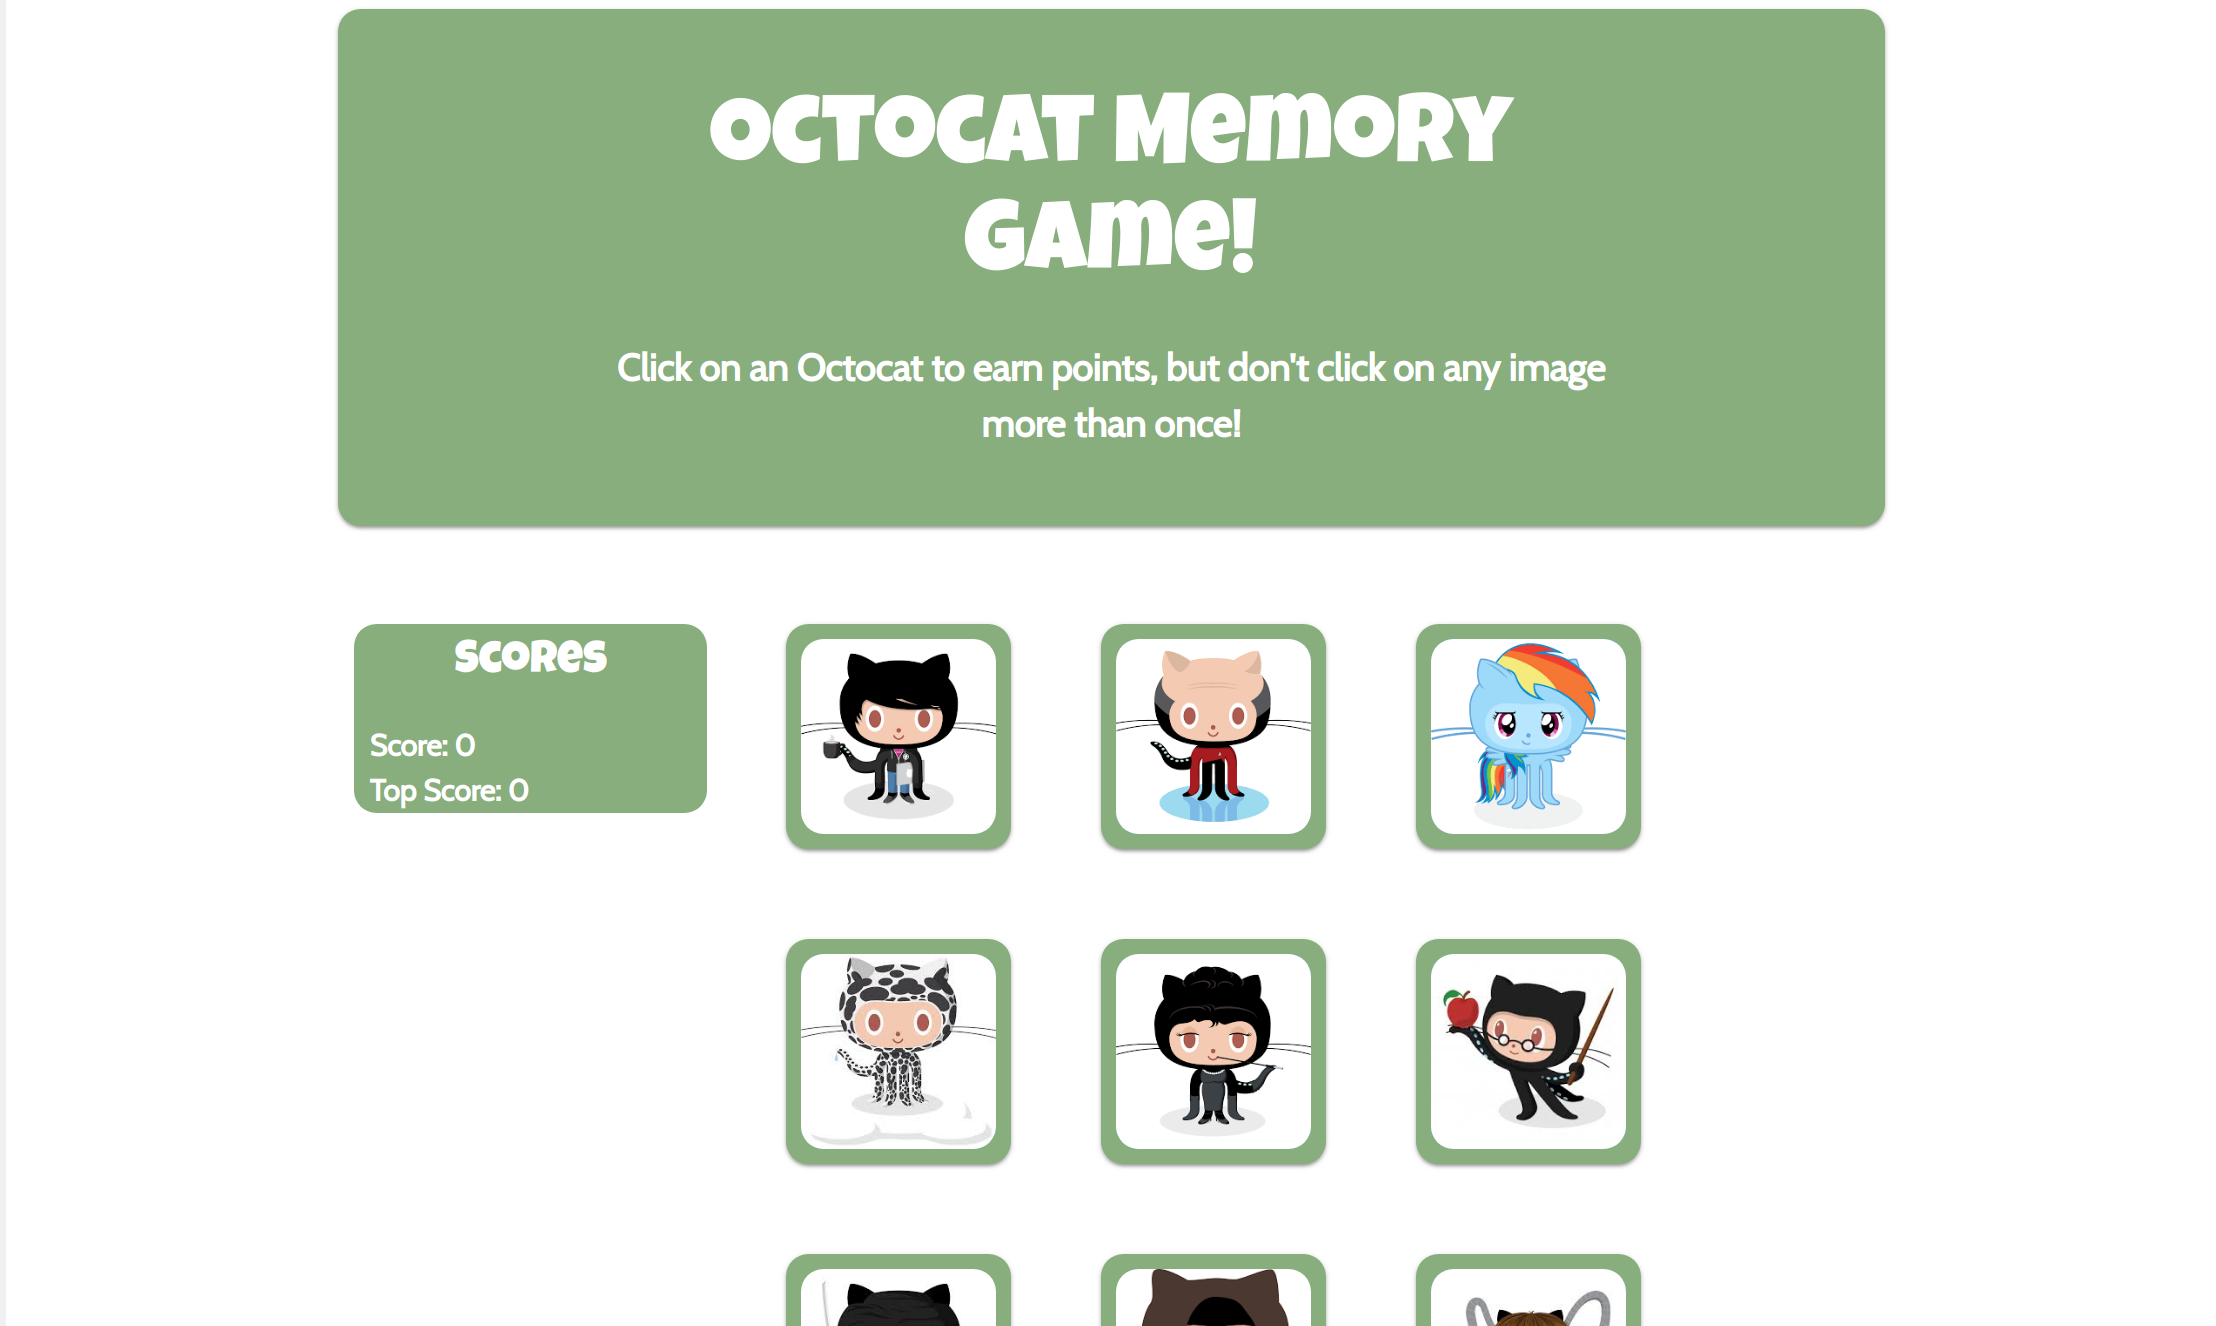 Octocat Memory
Game!
Click on an Octocat to earn points, but don't click on any image
more than once!
Scores
Score: 0
Top Score: 0